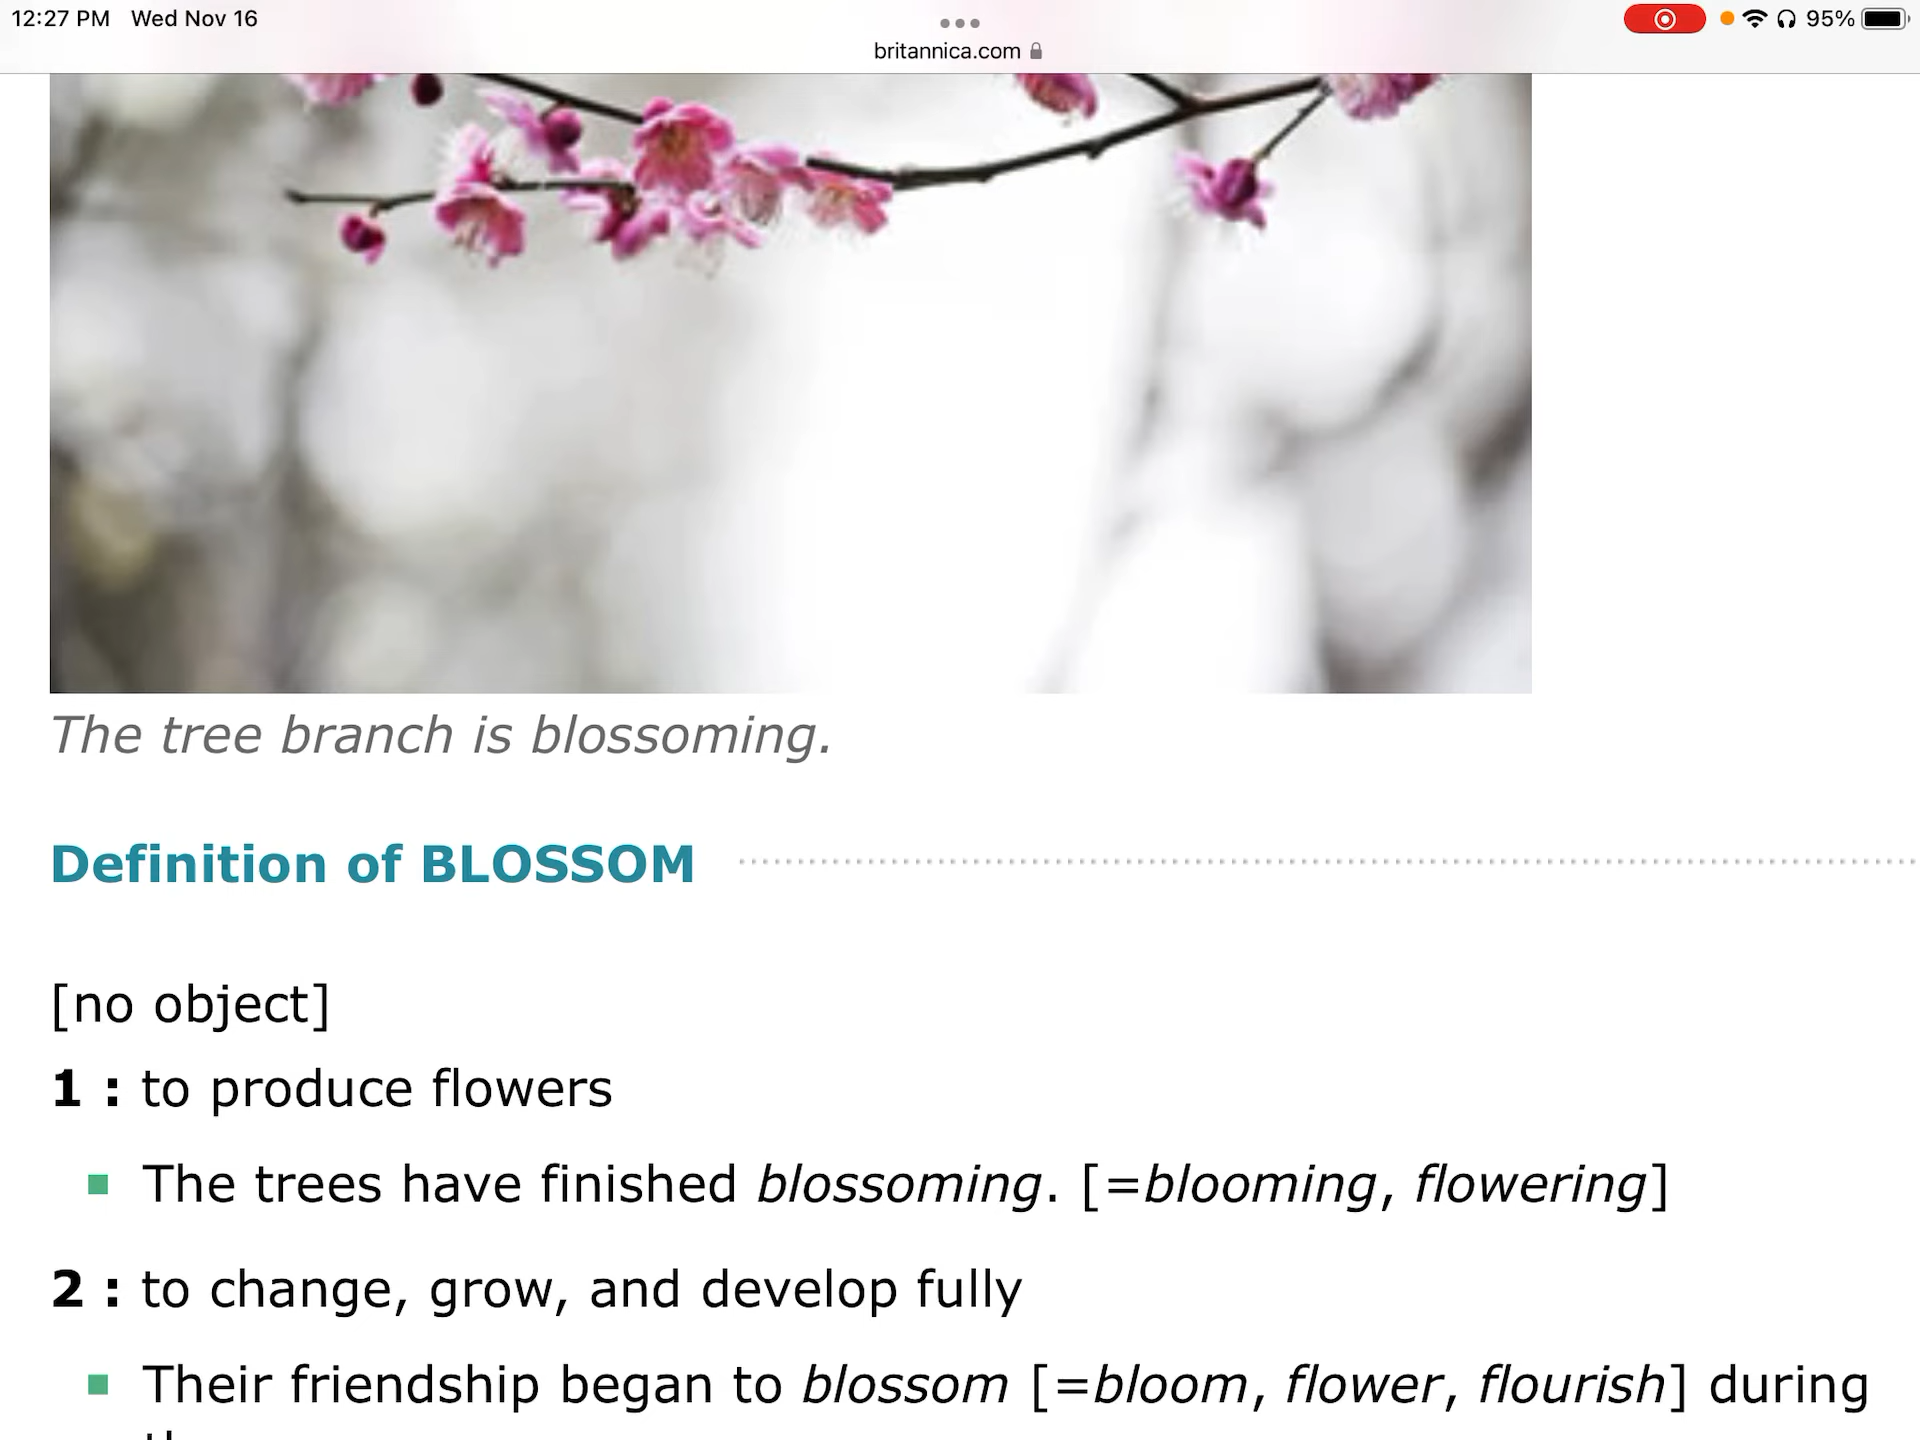 12:27 PM Wed Nov 16
95%
britannica.com
The tree branch is blossoming.
Definition of BLOSSOM
[no object]
1 : to produce flowers
The trees have finished blossoming. [=blooming, flowering]
2 : to change, grow, and develop fully
Their friendship began to blossom [=bloom, flower, flourish] during